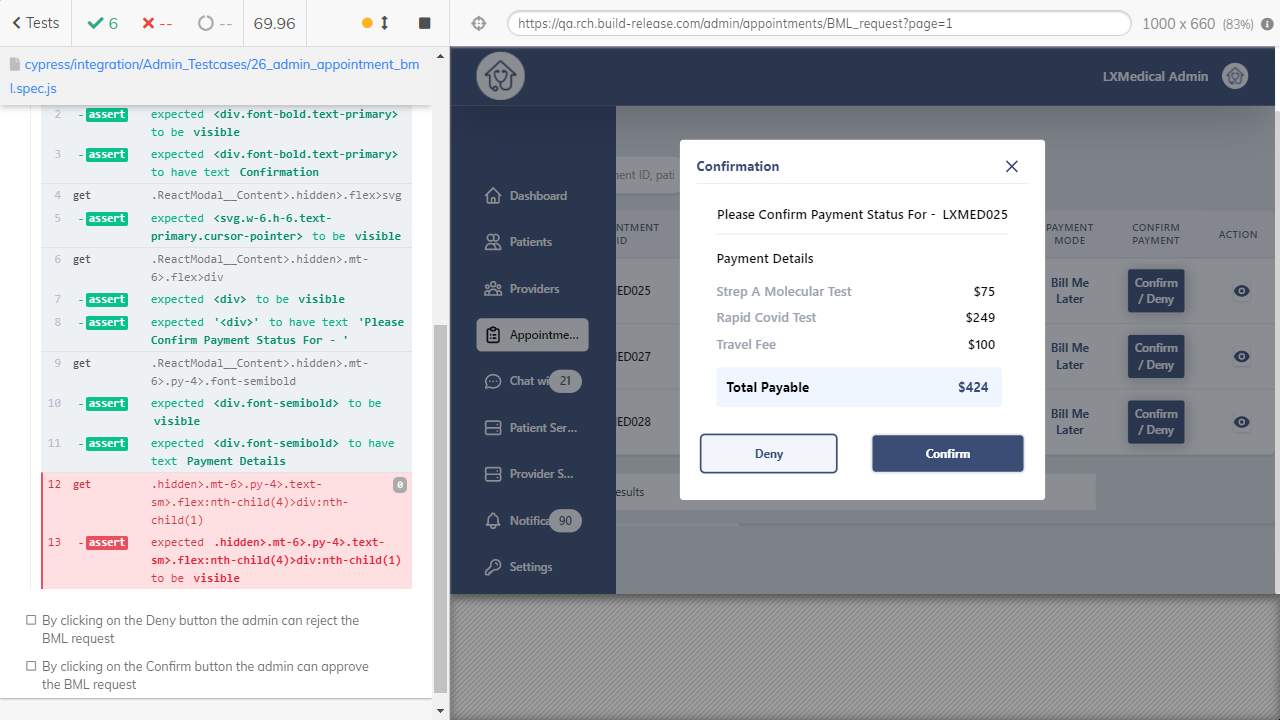 Tests
6
--
--
69.96
https://qa.rch.build-release.com/admin/appointments/BML_request?page=1
1000 x 660 (83%)
cypress/integration/Admin_Testcases/26_admin_appointment_bm
l.spec.js
2 -assert expected <div.font-bold.text-primary>
to be visible
3 -assert expected <div.font-bold.text-primary>
to have text Confirmation
4 get .ReactModal__Content>.hidden>.flex>svg
5 -assert expected <svg.w-6.h-6.text-
primary.cursor-pointer> to be visible
6 get .ReactModal__Content>.hidden>.mt-
6>.flex>div
7 -assert expected <div> to be visible
8 -assert expected '<div>' to have text 'Please
Confirm Payment Status For - '
9 get .ReactModal__Content>.hidden>.mt-
6>.py-4>.font-semibold
10 -assert expected <div.font-semibold> to be
visible
11 -assert expected <div.font-semibold> to have
text Payment Details
12 get .hidden>.mt-6>.py-4>.text-
sm>.flex:nth-child(4)>div:nth-
child(1)
0
13 -assert expected .hidden>.mt-6>.py-4>.text-
sm>.flex:nth-child(4)>div:nth-child(1)
to be visible
By clicking on the Deny button the admin can reject the
BML request
By clicking on the Confirm button the admin can approve
the BML request
LXMedical Admin
Dashboard
Patients
Providers
Appointme...
Chat wi 21
Patient Ser...
Provider S...
Notifica 90
Settings
ment ID, pati
NTMENT
ID
PAYMENT
MODE
CONFIRM
PAYMENT
ACTION
MED025
Bill Me
Later
Confirm
/ Deny
MED027
Bill Me
Later
Confirm
/ Deny
MED028
Bill Me
Later
Confirm
/ Deny
esults
Confirmation
Please Confirm Payment Status For - LXMED025
Payment Details
Strep A Molecular Test $75
Rapid Covid Test $249
Travel Fee $100
Total Payable $424
Deny
Confirm